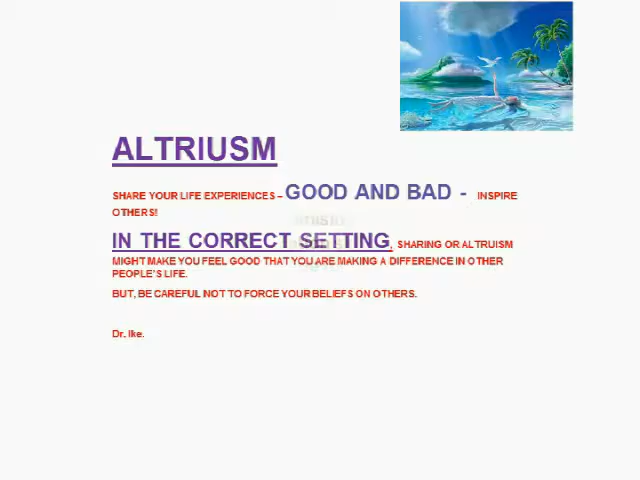 ALTRIUSM
SHARE YOUR LIFE EXPERIENCES – GOOD AND BAD - INSPIRE
OTHERS!
IN THE CORRECT SETTING, SHARING OR ALTRUISM
MIGHT MAKE YOU FEEL GOOD THAT YOU ARE MAKING A DIFFERENCE IN OTHER
PEOPLE'S LIFE.
BUT, BE CAREFUL NOT TO FORCE YOUR BELIEFS ON OTHERS.
Dr. Ike.